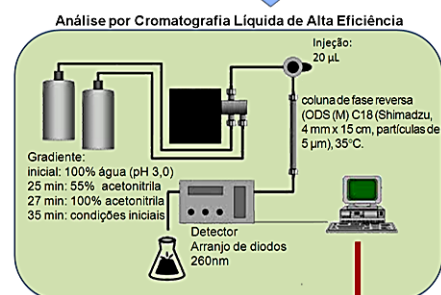 Análise por Cromatografia Líquida de Alta Eficiência
Injeção:
20 µL
coluna de fase reversa
(ODS (M) C18 (Shimadzu,
4 mm x 15 cm, partículas de
5 µm), 35°C.
Gradiente:
inicial: 100% água (pH 3,0)
25 min: 55% acetonitrila
27 min: 100% acetonitrila
35 min: condições iniciais
Detector
Arranjo de diodos
260nm